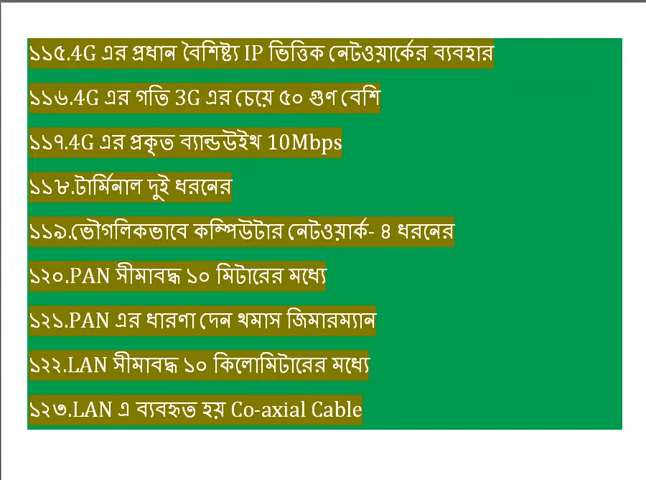 ১১৫.4G এর প্রধান বৈশিষ্ট্য IP ভিত্তিক নেটওয়ার্কের ব্যবহার
১১৬.4G এর গতি 3G এর চেয়ে ৫০ গুণ বেশি
১১৭.4G এর প্রকৃত ব্যান্ডউইথ 10Mbps
১১৮.টার্মিনাল দুই ধরনের
১১৯.ভৌগলিকভাবে কম্পিউটার নেটওয়ার্ক- ৪ ধরনের
১২০.PAN সীমাবদ্ধ ১০ মিটারের মধ্যে
১২১.PAN এর ধারণা দেন থমাস জিমারম্যান
১২২.LAN সীমাবদ্ধ ১০ কিলোমিটারের মধ্যে
১২৩.LAN এ ব্যবহৃত হয় Co-axial Cable